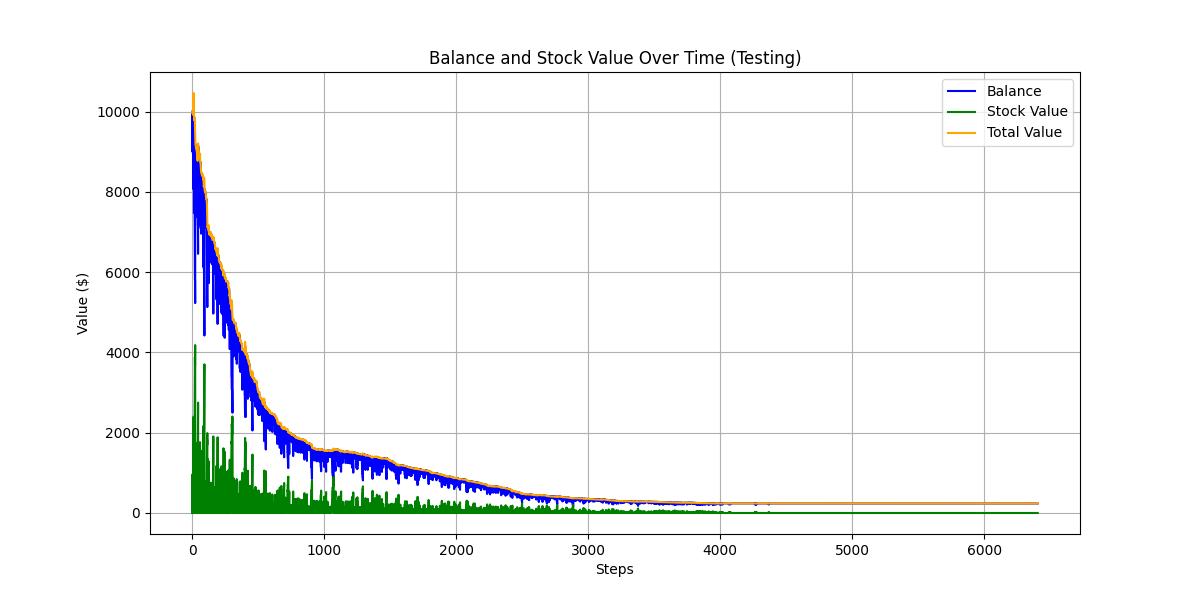 Balance and Stock Value Over Time (Testing)
Balance
Stock Value
Total Value
10000
8000
6000
4000
2000
0
Value ($)
0 1000 2000 3000 4000 5000 6000
Steps